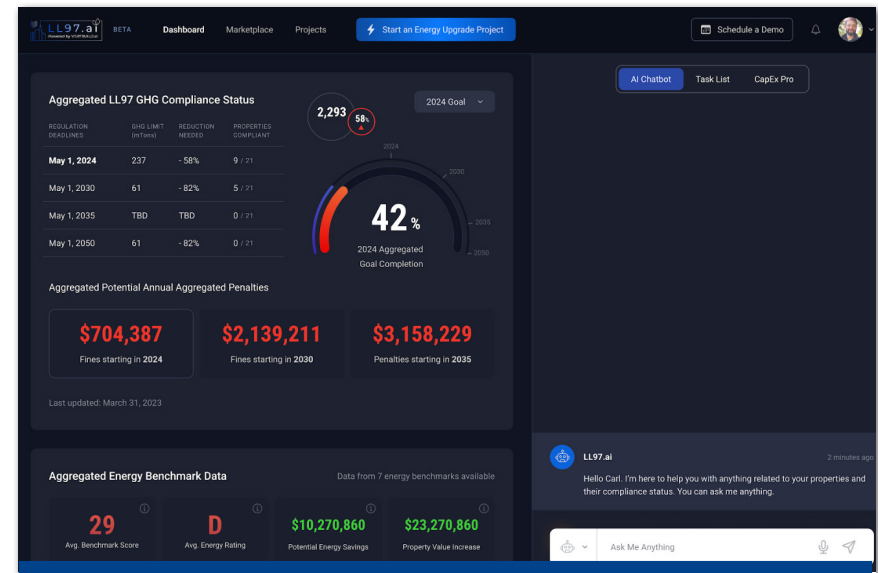 LL97.ai
BETA
Dashboard
Marketplace
Projects
Start an Energy Upgrade Project
Schedule a Demo
AI Chatbot
Task List
CapEx Pro
Aggregated LL97 GHG Compliance Status
2024 Goal
REGULATION DEADLINES
GHG LIMIT (mTons)
REDUCTION NEEDED
PROPERTIES COMPLIANT
May 1, 2024 237 - 58% 9 / 21
May 1, 2030 61 - 82% 5 / 21
May 1, 2035 TBD TBD 0 / 21
May 1, 2050 61 - 82% 0 / 21
2,293
58%
2024
2030
2035
2050
42%
2024 Aggregated
Goal Completion
Aggregated Potential Annual Aggregated Penalties
$704,387
Fines starting in 2024
$2,139,211
Fines starting in 2030
$3,158,229
Penalties starting in 2035
Last updated: March 31, 2023
Aggregated Energy Benchmark Data
Data from 7 energy benchmarks available
29
Avg. Benchmark Score
D
Avg. Energy Rating
$10,270,860
Potential Energy Savings
$23,270,860
Property Value Increase
LL97.ai
2 minutes ago
Hello Carl. I'm here to help you with anything related to your properties and
their compliance status. You can ask me anything.
Ask Me Anything